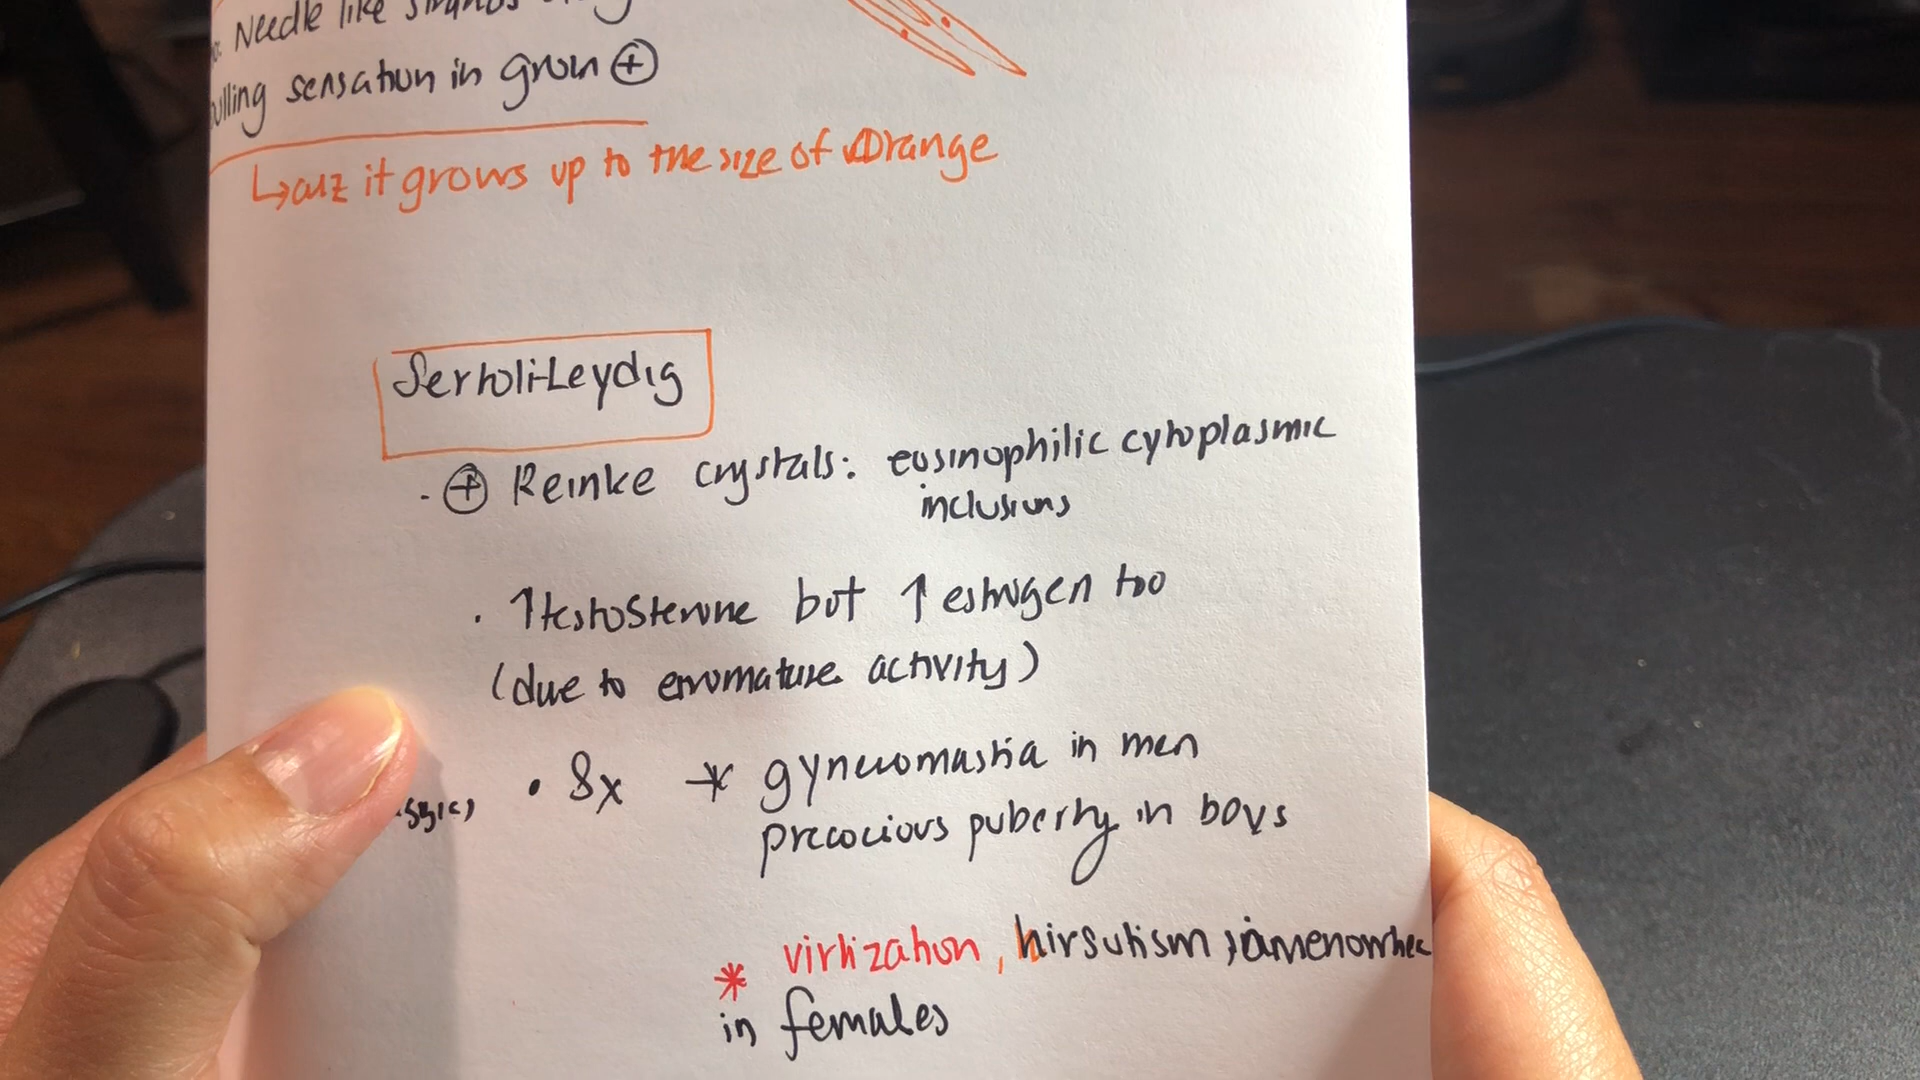 Needle like
pulling sensation in groin ⊕
↳ cuz it grows up to the size of Orange
Sertoli-Leydig
· ⊕ Reinke crystals: eosinophilic cytoplasmic
inclusions
· ↑testosterone but ↑ estrogen too
(due to enromature activity)
• Sx → gynecomastia in men
precocious puberty in boys
* virlization, hirsutism, amenorrhea
in females